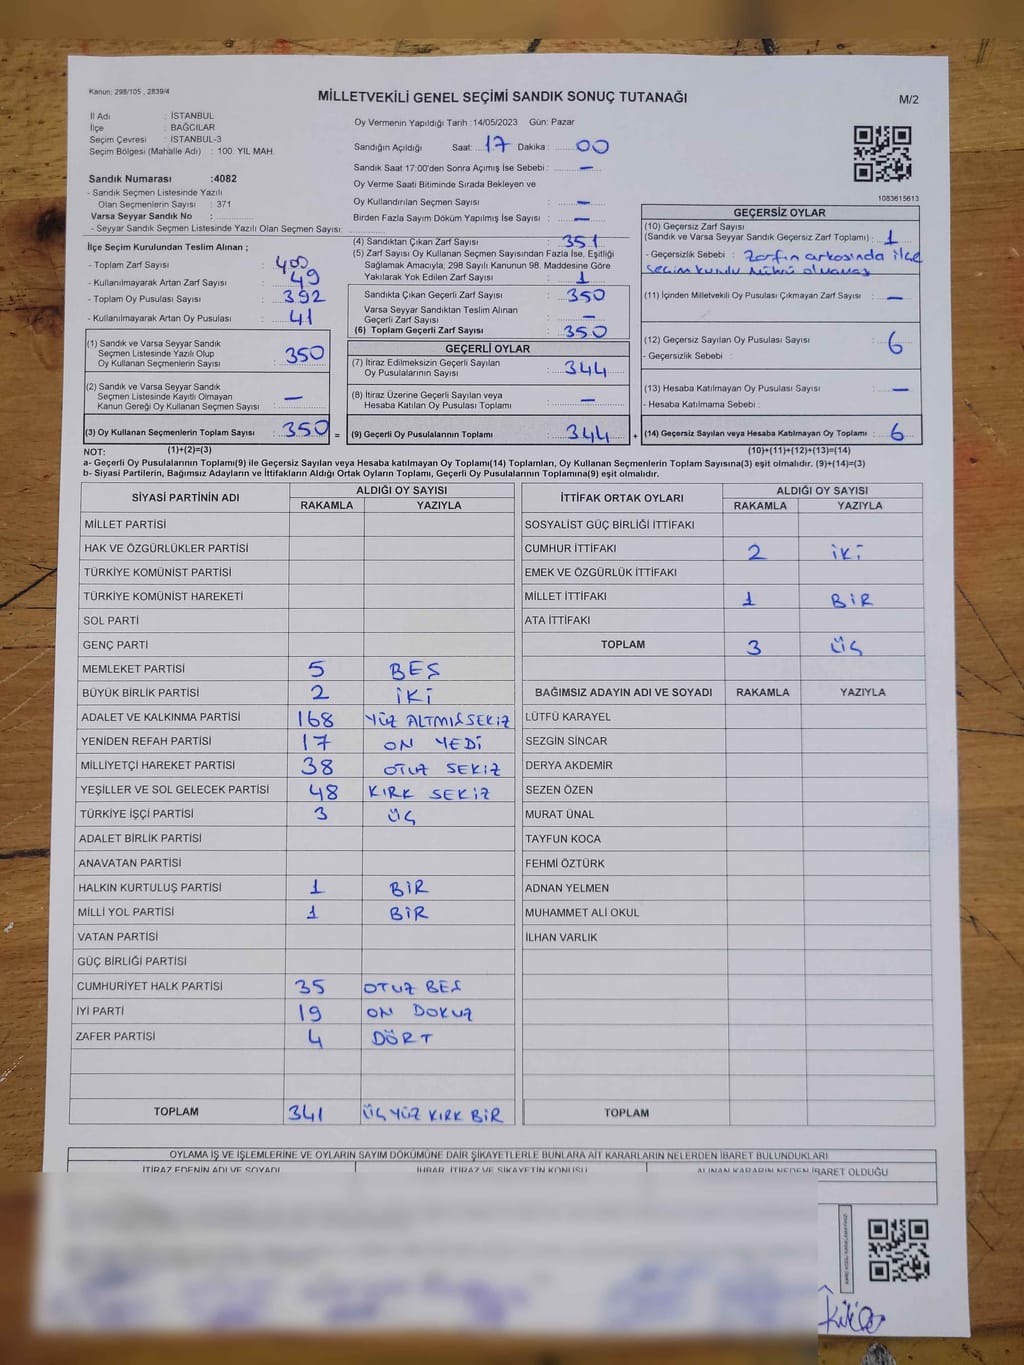 Kanun; 298/105 , 2839/4
MİLLETVEKİLİ GENEL SEÇİMİ SANDIK SONUÇ TUTANAĞI
M/2
İl Adı : İSTANBUL
İlçe : BAĞCILAR
Seçim Çevresi : İSTANBUL-3
Seçim Bölgesi (Mahalle Adı) : 100. YIL MAH.
Sandık Numarası :4082
- Sandık Seçmen Listesinde Yazılı
Olan Seçmenlerin Sayısı : 371
Varsa Seyyar Sandık No :
- Seyyar Sandık Seçmen Listesinde Yazılı Olan Seçmen Sayısı:
Oy Vermenin Yapıldığı Tarih :14/05/2023 Gün: Pazar
Sandığın Açıldığı Saat: 17 Dakika : 00
Sandık Saat 17:00'den Sonra Açımış İse Sebebi : —
Oy Verme Saati Bitiminde Sırada Bekleyen ve
Oy Kullandırılan Seçmen Sayısı : —
Birden Fazla Sayım Döküm Yapılmış İse Sayısı : —
1083615613
İlçe Seçim Kurulundan Teslim Alınan ;
- Toplam Zarf Sayısı : 400
- Kullanılmayarak Artan Zarf Sayısı : 49
- Toplam Oy Pusulası Sayısı : 392
- Kullanılmayarak Artan Oy Pusulası : 41
(1) Sandık ve Varsa Seyyar Sandık
Seçmen Listesinde Yazılı Olup
Oy Kullanan Seçmenlerin Sayısı : 350
(2) Sandık ve Varsa Seyyar Sandık
Seçmen Listesinde Kayıtlı Olmayan
Kanun Gereği Oy Kullanan Seçmen Sayısı : —
(3) Oy Kullanan Seçmenlerin Toplam Sayısı : 350 =
(4) Sandıktan Çıkan Zarf Sayısı : 351
(5) Zarf Sayısı Oy Kullanan Seçmen Sayısından Fazla İse, Eşitliği
Sağlamak Amacıyla; 298 Sayılı Kanunun 98. Maddesine Göre
Yakılarak Yok Edilen Zarf Sayısı : 1
Sandıkta Çıkan Geçerli Zarf Sayısı : 350
Varsa Seyyar Sandıktan Teslim Alınan
Geçerli Zarf Sayısı : —
(6) Toplam Geçerli Zarf Sayısı : 350
GEÇERLİ OYLAR
(7) İtiraz Edilmeksizin Geçerli Sayılan
Oy Pusulalarının Sayısı : 344
(8) İtiraz Üzerine Geçerli Sayılan veya
Hesaba Katılan Oy Pusulası Toplamı : —
(9) Geçerli Oy Pusulalarının Toplamı : 344 +
GEÇERSİZ OYLAR
(10) Geçersiz Zarf Sayısı
(Sandık ve Varsa Seyyar Sandık Geçersiz Zarf Toplamı) : 1
- Geçersizlik Sebebi : Zarfın arkasında ilçe
seçim kurulu mührü olmaması
(11) İçinden Milletvekili Oy Pusulası Çıkmayan Zarf Sayısı : —
(12) Geçersiz Sayılan Oy Pusulası Sayısı : 6
- Geçersizlik Sebebi :
(13) Hesaba Katılmayan Oy Pusulası Sayısı : —
- Hesaba Katılmama Sebebi :
(14) Geçersiz Sayılan veya Hesaba Katılmayan Oy Toplamı : 6
NOT: (1)+(2)=(3) (10)+(11)+(12)+(13)=(14)
a- Geçerli Oy Pusulalarının Toplamı(9) ile Geçersiz Sayılan veya Hesaba katılmayan Oy Toplamı(14) Toplamları, Oy Kullanan Seçmenlerin Toplam Sayısına(3) eşit olmalıdır. (9)+(14)=(3)
b- Siyasi Partilerin, Bağımsız Adayların ve İttifakların Aldığı Ortak Oyların Toplamı, Geçerli Oy Pusulalarının Toplamına(9) eşit olmalıdır.
SİYASİ PARTİNİN ADI ALDIĞI OY SAYISI
RAKAMLA YAZIYLA
MİLLET PARTİSİ
HAK VE ÖZGÜRLÜKLER PARTİSİ
TÜRKİYE KOMÜNİST PARTİSİ
TÜRKİYE KOMÜNİST HAREKETİ
SOL PARTİ
GENÇ PARTİ
MEMLEKET PARTİSİ 5 BEŞ
BÜYÜK BİRLİK PARTİSİ 2 İKİ
ADALET VE KALKINMA PARTİSİ 168 YÜZ ALTMIŞSEKİZ
YENİDEN REFAH PARTİSİ 17 ON YEDİ
MİLLİYETÇİ HAREKET PARTİSİ 38 OTUZ SEKİZ
YEŞİLLER VE SOL GELECEK PARTİSİ 48 KIRK SEKİZ
TÜRKİYE İŞÇİ PARTİSİ 3 ÜÇ
ADALET BİRLİK PARTİSİ
ANAVATAN PARTİSİ
HALKIN KURTULUŞ PARTİSİ 1 BİR
MİLLİ YOL PARTİSİ 1 BİR
VATAN PARTİSİ
GÜÇ BİRLİĞİ PARTİSİ
CUMHURİYET HALK PARTİSİ 35 OTUZ BEŞ
İYİ PARTİ 19 ON DOKUZ
ZAFER PARTİSİ 4 DÖRT
TOPLAM 341 ÜÇ YÜZ KIRK BİR
İTTİFAK ORTAK OYLARI ALDIĞI OY SAYISI
RAKAMLA YAZIYLA
SOSYALİST GÜÇ BİRLİĞİ İTTİFAKI
CUMHUR İTTİFAKI 2 İKİ
EMEK VE ÖZGÜRLÜK İTTİFAKI
MİLLET İTTİFAKI 1 BİR
ATA İTTİFAKI
TOPLAM 3 ÜÇ
BAĞIMSIZ ADAYIN ADI VE SOYADI RAKAMLA YAZIYLA
LÜTFÜ KARAYEL
SEZGİN SİNCAR
DERYA AKDEMİR
SEZEN ÖZEN
MURAT ÜNAL
TAYFUN KOCA
FEHMİ ÖZTÜRK
ADNAN YELMEN
MUHAMMET ALİ OKUL
İLHAN VARLIK
TOPLAM
OYLAMA İŞ VE İŞLEMLERİNE VE OYLARIN SAYIM DÖKÜMÜNE DAİR ŞİKAYETLERLE BUNLARA AİT KARARLARIN NELERDEN İBARET BULUNDUKLARI
İTİRAZ EDENİN ADI VE SOYADI İHBAR, İTİRAZ VE ŞİKAYETİN KONUSU ALINAN KARARIN NEDEN İBARET OLDUĞU